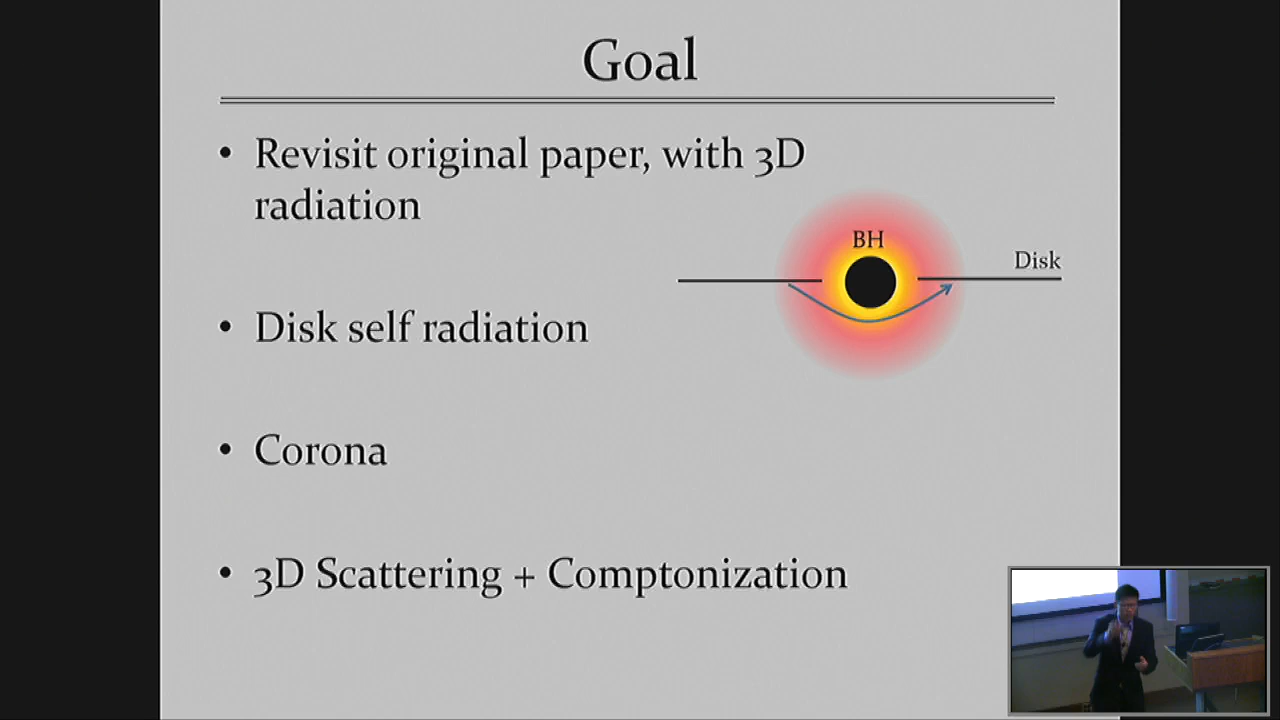 Goal
• Revisit original paper, with 3D
radiation
BH
Disk
• Disk self radiation
• Corona
• 3D Scattering + Comptonization